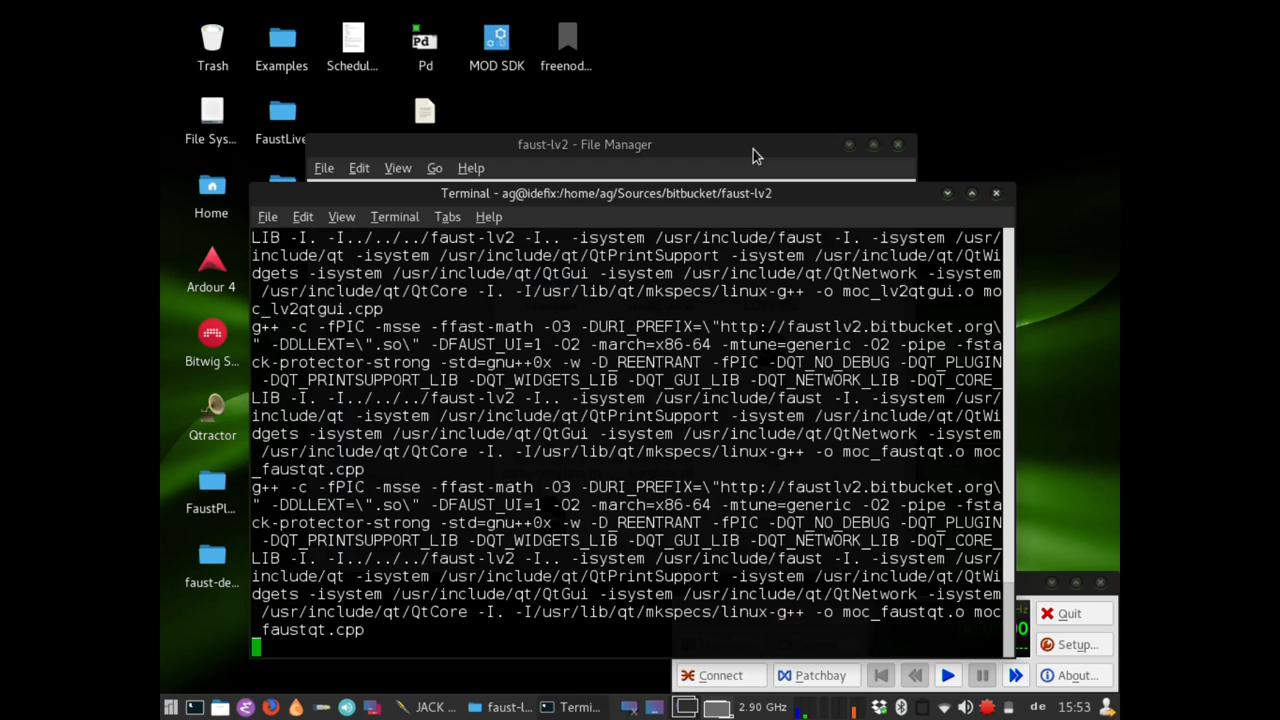 Trash
Examples
Schedul...
Pd
Pd
MOD SDK
freenod...
File Sys...
FaustLive
faust-lv2 - File Manager
File Edit View Go Help
Home
Ardour 4
Bitwig S...
Qtractor
FaustPl...
faust-de...
Terminal - ag@idefix:/home/ag/Sources/bitbucket/faust-lv2
File Edit View Terminal Tabs Help
LIB -I. -I../../../faust-lv2 -I.. -isystem /usr/include/faust -I. -isystem /usr/
include/qt -isystem /usr/include/qt/QtPrintSupport -isystem /usr/include/qt/QtWi
dgets -isystem /usr/include/qt/QtGui -isystem /usr/include/qt/QtNetwork -isystem
/usr/include/qt/QtCore -I. -I/usr/lib/qt/mkspecs/linux-g++ -o moc_lv2qtgui.o mo
c_lv2qtgui.cpp
g++ -c -fPIC -msse -ffast-math -O3 -DURI_PREFIX=\"http://faustlv2.bitbucket.org\
" -DDLLEXT=\".so\" -DFAUST_UI=1 -O2 -march=x86-64 -mtune=generic -O2 -pipe -fsta
ck-protector-strong -std=gnu++0x -w -D_REENTRANT -fPIC -DQT_NO_DEBUG -DQT_PLUGIN
-DQT_PRINTSUPPORT_LIB -DQT_WIDGETS_LIB -DQT_GUI_LIB -DQT_NETWORK_LIB -DQT_CORE_
LIB -I. -I../../../faust-lv2 -I.. -isystem /usr/include/faust -I. -isystem /usr/
include/qt -isystem /usr/include/qt/QtPrintSupport -isystem /usr/include/qt/QtWi
dgets -isystem /usr/include/qt/QtGui -isystem /usr/include/qt/QtNetwork -isystem
/usr/include/qt/QtCore -I. -I/usr/lib/qt/mkspecs/linux-g++ -o moc_faustqt.o moc
_faustqt.cpp
g++ -c -fPIC -msse -ffast-math -O3 -DURI_PREFIX=\"http://faustlv2.bitbucket.org\
" -DDLLEXT=\".so\" -DFAUST_UI=1 -O2 -march=x86-64 -mtune=generic -O2 -pipe -fsta
ck-protector-strong -std=gnu++0x -w -D_REENTRANT -fPIC -DQT_NO_DEBUG -DQT_PLUGIN
-DQT_PRINTSUPPORT_LIB -DQT_WIDGETS_LIB -DQT_GUI_LIB -DQT_NETWORK_LIB -DQT_CORE_
LIB -I. -I../../../faust-lv2 -I.. -isystem /usr/include/faust -I. -isystem /usr/
include/qt -isystem /usr/include/qt/QtPrintSupport -isystem /usr/include/qt/QtWi
dgets -isystem /usr/include/qt/QtGui -isystem /usr/include/qt/QtNetwork -isystem
/usr/include/qt/QtCore -I. -I/usr/lib/qt/mkspecs/linux-g++ -o moc_faustqt.o moc
_faustqt.cpp
Quit
Setup...
Connect
Patchbay
About...
JACK ...
faust-l...
Termi...
2.90 GHz
de
15:53